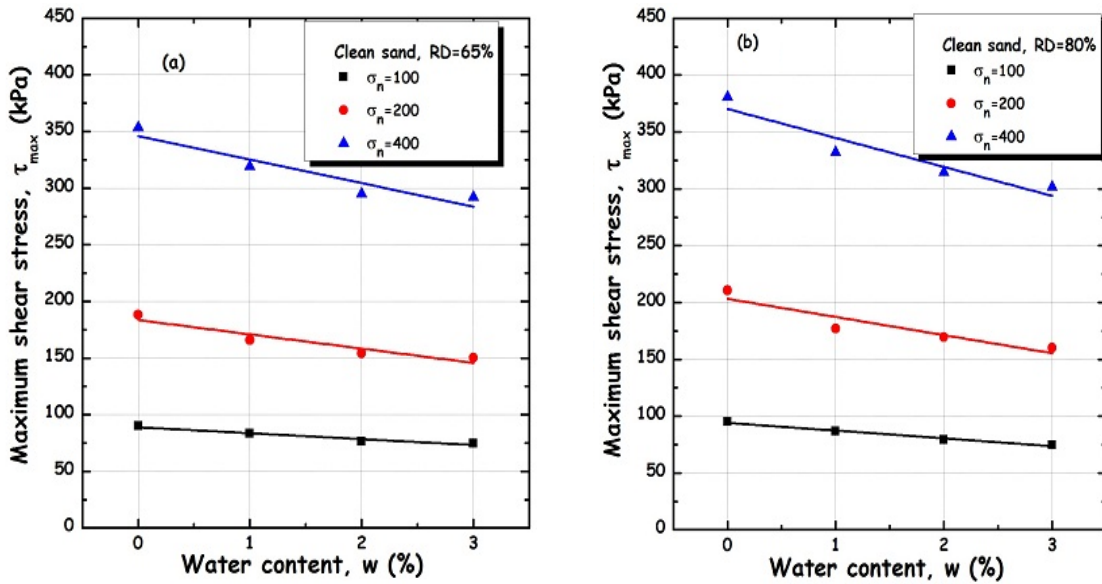 (a)
Clean sand, RD=65%
σn=100
σn=200
σn=400
Maximum shear stress, τmax (kPa)
450
400
350
300
250
200
150
100
50
0
0 1 2 3
Water content, w (%)
(b)
Clean sand, RD=80%
σn=100
σn=200
σn=400
Maximum shear stress, τmax (kPa)
450
400
350
300
250
200
150
100
50
0
0 1 2 3
Water content, w (%)